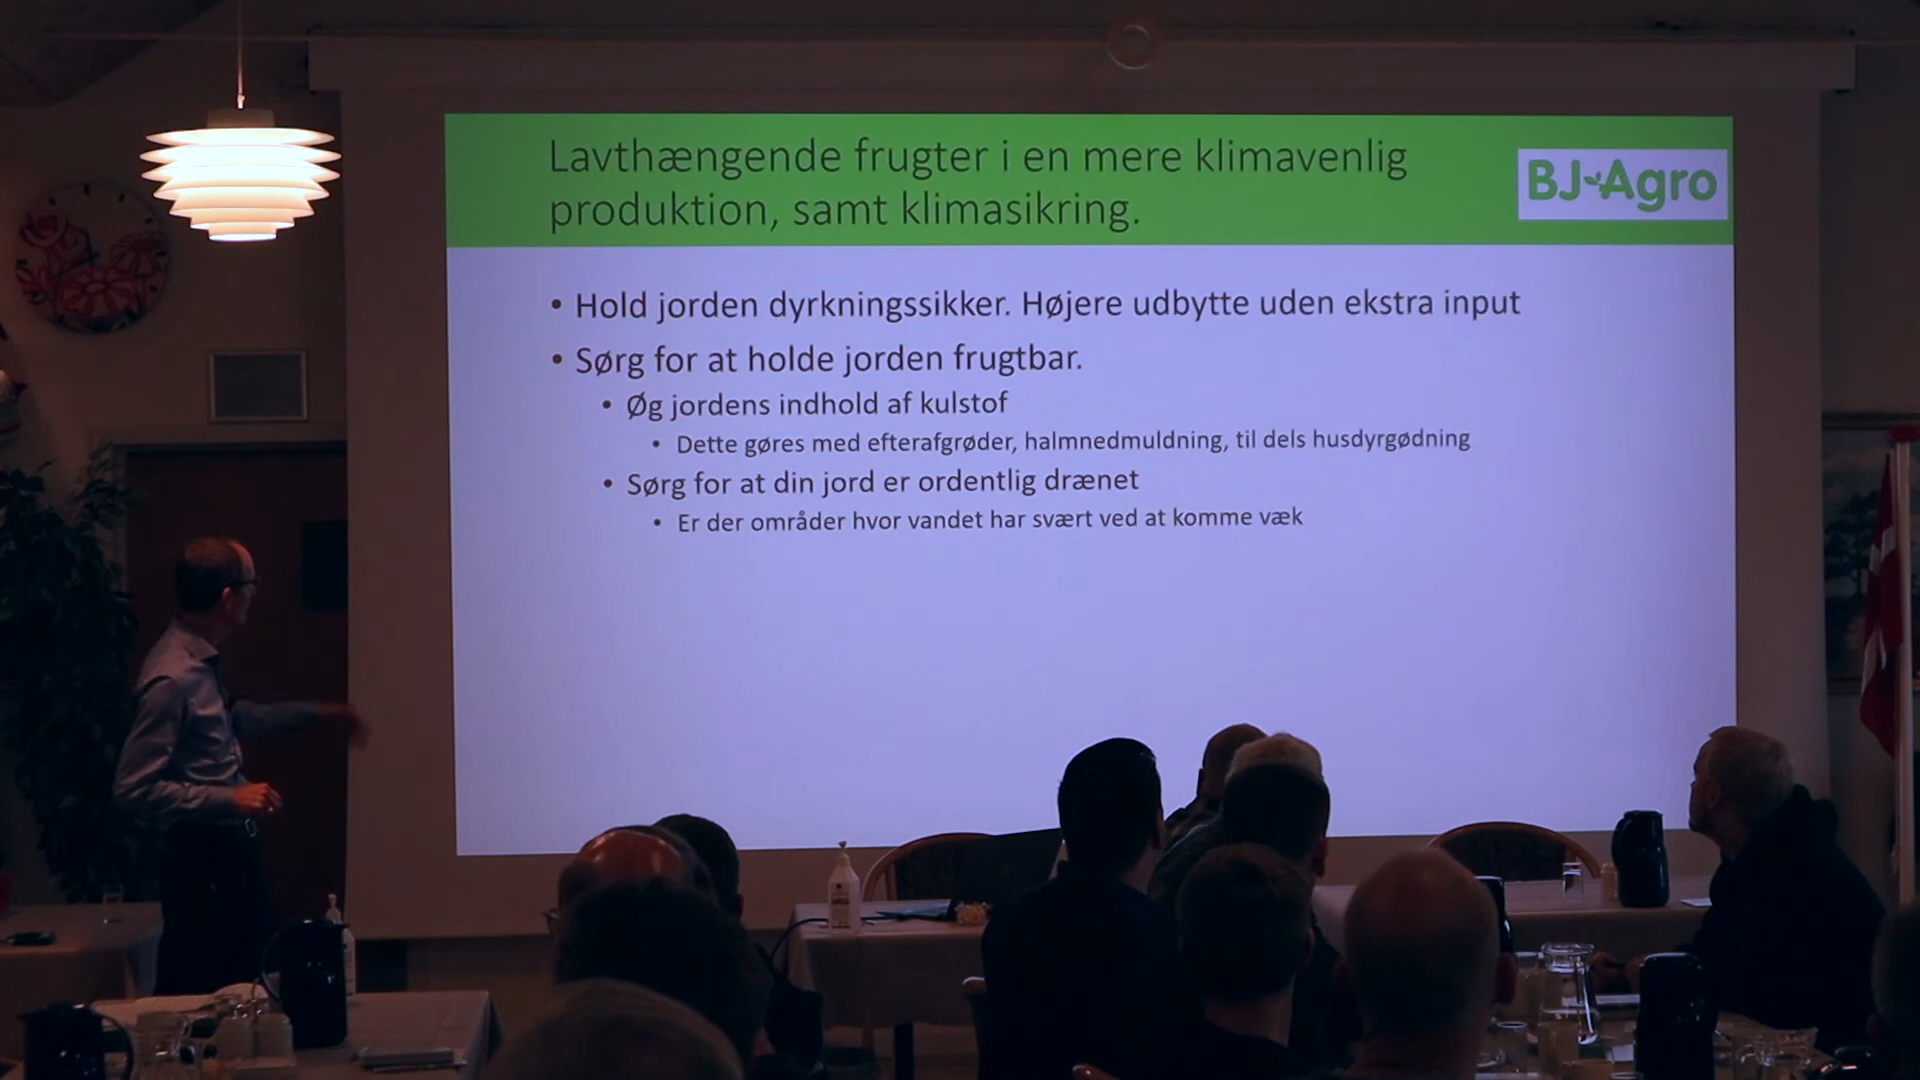 Lavthængende frugter i en mere klimavenlig
produktion, samt klimasikring.
BJ-Agro
• Hold jorden dyrkningssikker. Højere udbytte uden ekstra input
• Sørg for at holde jorden frugtbar.
• Øg jordens indhold af kulstof
• Dette gøres med efterafgrøder, halmnedmuldning, til dels husdyrgødning
• Sørg for at din jord er ordentlig drænet
• Er der områder hvor vandet har svært ved at komme væk